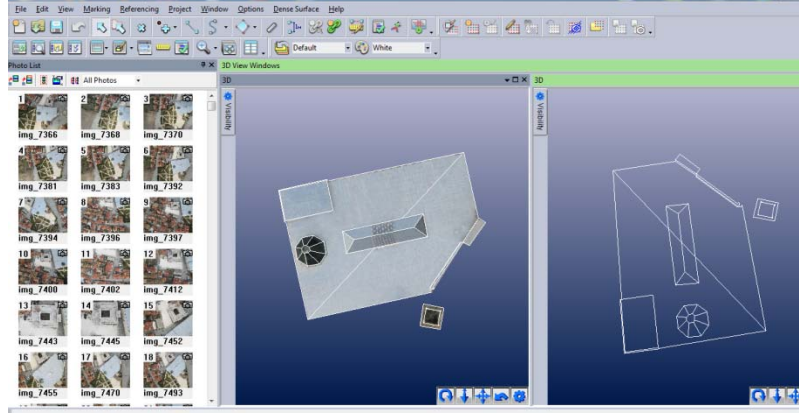 File Edit View Marking Referencing Project Window Options Dense Surface Help
Default White
Photo List
3D View Windows
All Photos
3D
3D
Visibility
Visibility
1 2 3
img_7366 img_7368 img_7370
4 5 6
img_7381 img_7383 img_7392
7 8 9
img_7394 img_7396 img_7397
10 11 12
img_7400 img_7402 img_7412
13 14 15
img_7443 img_7445 img_7452
16 17 18
img_7455 img_7470 img_7493